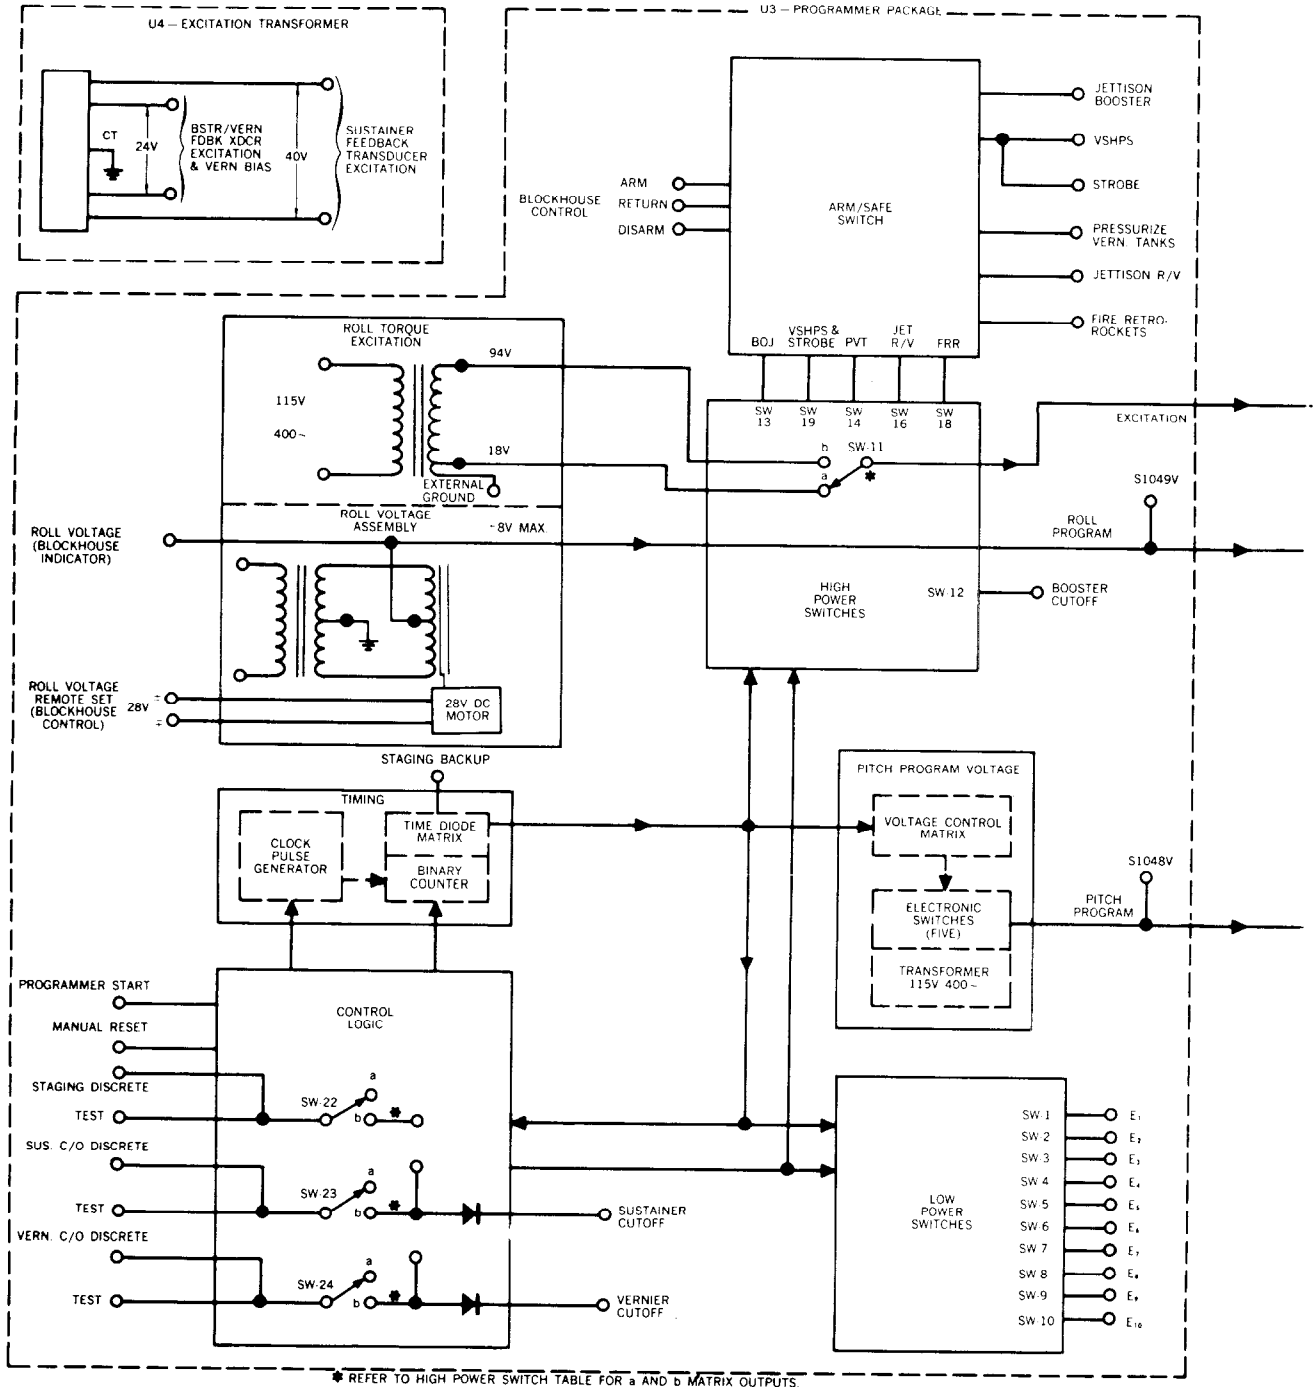 U4 — EXCITATION TRANSFORMER
CT
24V
BSTR/VERN
FDBK XDCR
EXCITATION
& VERN BIAS
40V
SUSTAINER
FEEDBACK
TRANSDUCER
EXCITATION
U3 — PROGRAMMER PACKAGE
BLOCKHOUSE
CONTROL
ARM
RETURN
DISARM
ARM/SAFE
SWITCH
JETTISON
BOOSTER
VSHPS
STROBE
PRESSURIZE
VERN. TANKS
JETTISON R/V
FIRE RETRO-
ROCKETS
BOJ
VSHPS &
STROBE
PVT
JET
R/V
FRR
ROLL TORQUE
EXCITATION
115V
400~
94V
18V
EXTERNAL
GROUND
SW
13
SW
19
SW
14
SW
16
SW
18
b
SW-11
a
*
EXCITATION
S1049V
ROLL
PROGRAM
ROLL VOLTAGE
ASSEMBLY
~8V MAX.
ROLL VOLTAGE
(BLOCKHOUSE
INDICATOR)
HIGH
POWER
SWITCHES
SW-12
BOOSTER
CUTOFF
ROLL VOLTAGE
REMOTE SET
(BLOCKHOUSE
CONTROL)
28V
28V DC
MOTOR
STAGING BACKUP
TIMING
CLOCK
PULSE
GENERATOR
TIME DIODE
MATRIX
BINARY
COUNTER
PITCH PROGRAM VOLTAGE
VOLTAGE CONTROL
MATRIX
ELECTRONIC
SWITCHES
(FIVE)
TRANSFORMER
115V 400~
S1048V
PITCH
PROGRAM
PROGRAMMER START
MANUAL RESET
STAGING DISCRETE
TEST
SUS. C/O DISCRETE
TEST
VERN. C/O DISCRETE
TEST
CONTROL
LOGIC
SW-22
a
b
*
SW-23
a
b
*
SUSTAINER
CUTOFF
SW-24
a
b
*
VERNIER
CUTOFF
LOW
POWER
SWITCHES
SW-1 E₁
SW-2 E₂
SW-3 E₃
SW 4 E₄
SW-5 E₅
SW-6 E₆
SW 7 E₇
SW 8 E₈
SW-9 E₉
SW-10 E₁₀
* REFER TO HIGH POWER SWITCH TABLE FOR a AND b MATRIX OUTPUTS.